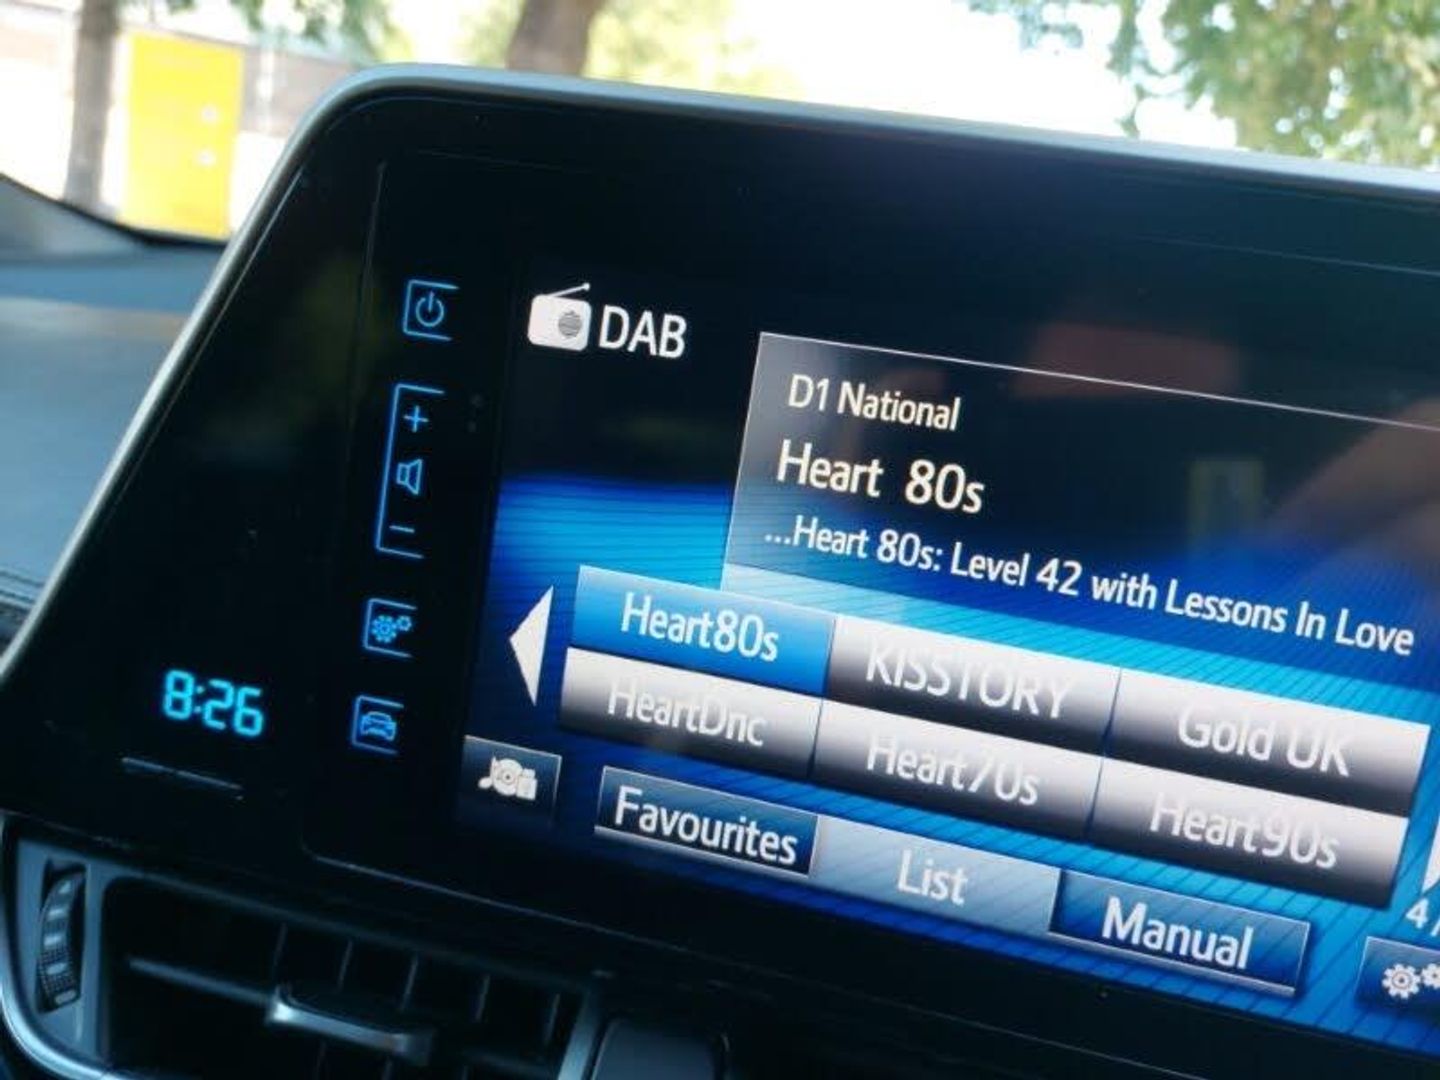 DAB
D1 National
Heart 80s
...Heart 80s: Level 42 with Lessons In Love
Heart80s KISSTORY Gold UK
HeartDnc Heart70s Heart90s
8:26
Favourites List Manual
4/